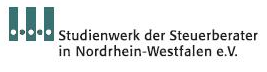 Studienwerk der Steuerberater
in Nordrhein-Westfalen e.V.